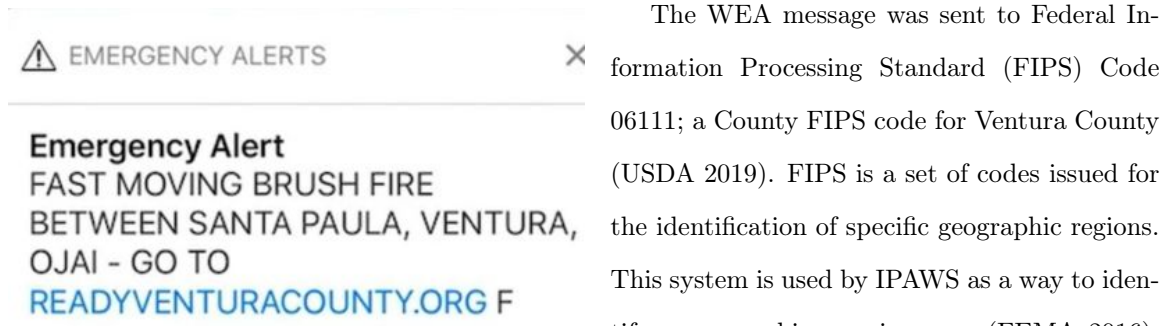 EMERGENCY ALERTS
Emergency Alert
FAST MOVING BRUSH FIRE
BETWEEN SANTA PAULA, VENTURA,
OJAI - GO TO
READYVENTURACOUNTY.ORG F
The WEA message was sent to Federal In-
formation Processing Standard (FIPS) Code
06111; a County FIPS code for Ventura County
(USDA 2019). FIPS is a set of codes issued for
the identification of specific geographic regions.
This system is used by IPAWS as a way to iden-